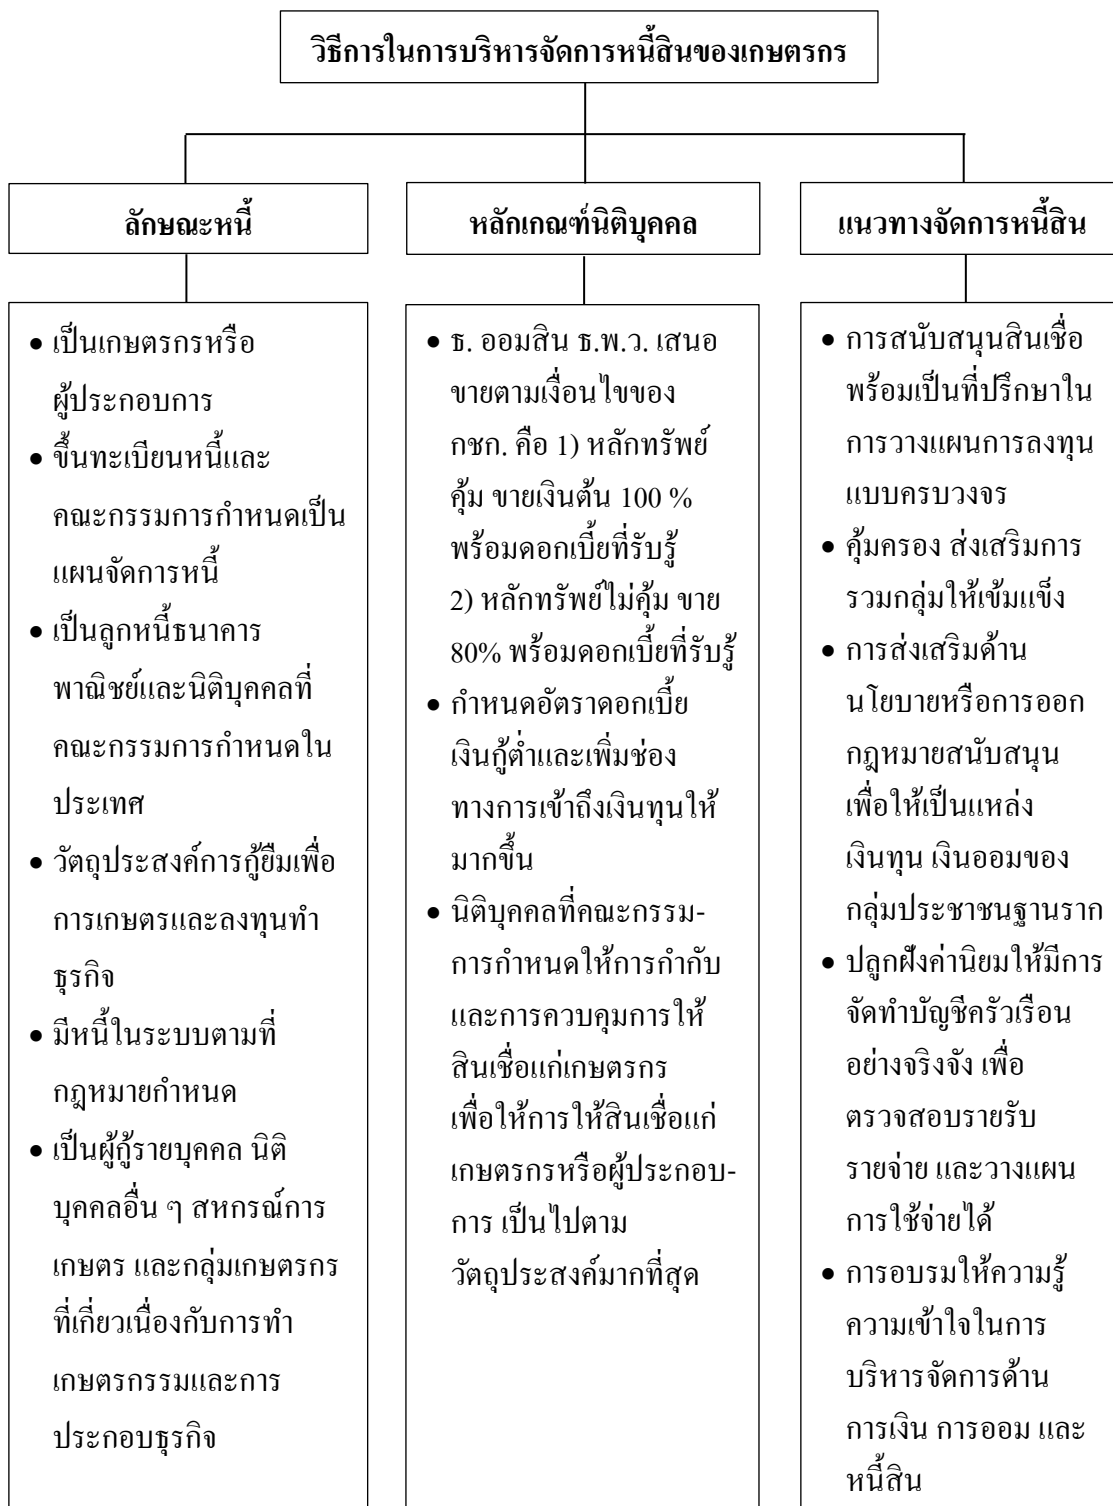 วิธีการในการบริหารจัดการหนี้สินของเกษตรกร
ลักษณะหนี้
• เป็นเกษตรกรหรือ
ผู้ประกอบการ
• ขึ้นทะเบียนหนี้และ
คณะกรรมการกำหนดเป็น
แผนจัดการหนี้
• เป็นลูกหนี้ธนาคาร
พาณิชย์และนิติบุคคลที่
คณะกรรมการกำหนดใน
ประเทศ
• วัตถุประสงค์การกู้ยืมเพื่อ
การเกษตรและลงทุนทำ
ธุรกิจ
• มีหนี้ในระบบตามที่
กฎหมายกำหนด
• เป็นผู้กู้รายบุคคล นิติ
บุคคลอื่น ๆ สหกรณ์การ
เกษตร และกลุ่มเกษตรกร
ที่เกี่ยวเนื่องกับการทำ
เกษตรกรรมและการ
ประกอบธุรกิจ
หลักเกณฑ์นิติบุคคล
• ธ. ออมสิน ธ.พ.ว. เสนอ
ขายตามเงื่อนไขของ
กชก. คือ 1) หลักทรัพย์
คุ้ม ขายเงินต้น 100 %
พร้อมดอกเบี้ยที่รับรู้
2) หลักทรัพย์ไม่คุ้ม ขาย
80% พร้อมดอกเบี้ยที่รับรู้
• กำหนดอัตราดอกเบี้ย
เงินกู้ต่ำและเพิ่มช่อง
ทางการเข้าถึงเงินทุนให้
มากขึ้น
• นิติบุคคลที่คณะกรรม-
การกำหนดให้การกำกับ
และการควบคุมการให้
สินเชื่อแก่เกษตรกร
เพื่อให้การให้สินเชื่อแก่
เกษตรกรหรือผู้ประกอบ-
การ เป็นไปตาม
วัตถุประสงค์มากที่สุด
แนวทางจัดการหนี้สิน
• การสนับสนุนสินเชื่อ
พร้อมเป็นที่ปรึกษาใน
การวางแผนการลงทุน
แบบครบวงจร
• คุ้มครอง ส่งเสริมการ
รวมกลุ่มให้เข้มแข็ง
• การส่งเสริมด้าน
นโยบายหรือการออก
กฎหมายสนับสนุน
เพื่อให้เป็นแหล่ง
เงินทุน เงินออมของ
กลุ่มประชาชนฐานราก
• ปลูกฝังค่านิยมให้มีการ
จัดทำบัญชีครัวเรือน
อย่างจริงจัง เพื่อ
ตรวจสอบรายรับ
รายจ่าย และวางแผน
การใช้จ่ายได้
• การอบรมให้ความรู้
ความเข้าใจในการ
บริหารจัดการด้าน
การเงิน การออม และ
หนี้สิน